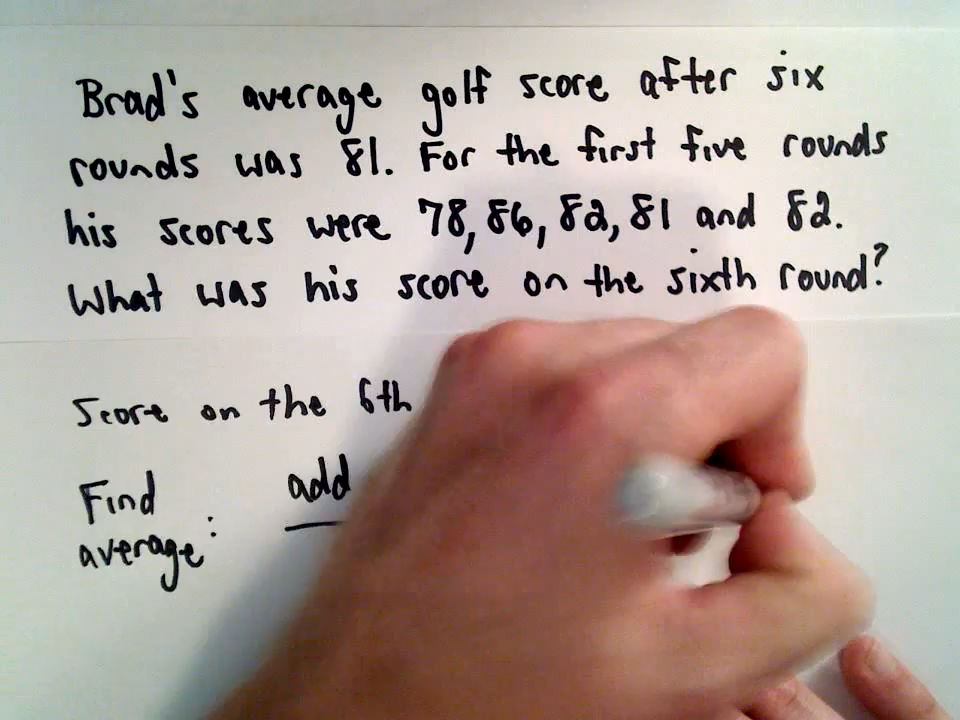 Brad's average golf score after six
rounds was 81. For the first five rounds
his scores were 78, 86, 82, 81 and 82.
What was his score on the sixth round?
Score on the 6th
Find add
average: